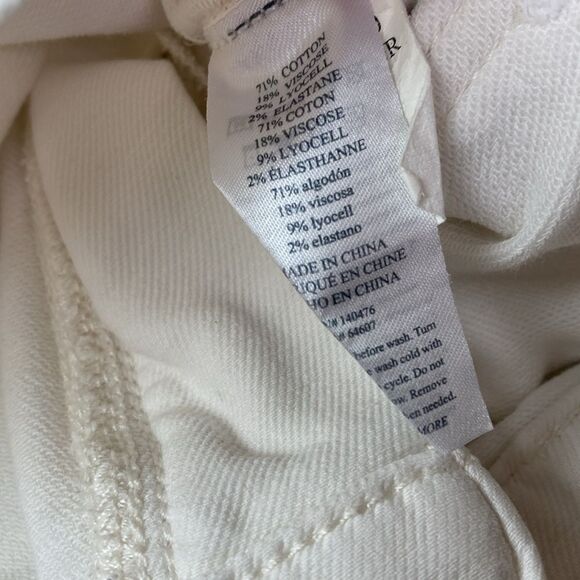 71% COTTON
18% VISCOSE
9% LYOCELL
2% ELASTANE
71% COTON
18% VISCOSE
9% LYOCELL
2% ÉLASTHANNE
71% algodón
18% viscosa
9% lyocell
2% elastano
MADE IN CHINA
EN CHINE
EN CHINA
# 140476
# 64607
before wash. Turn
wash cold with
cycle. Do not
Remove
needed.
MORE
R